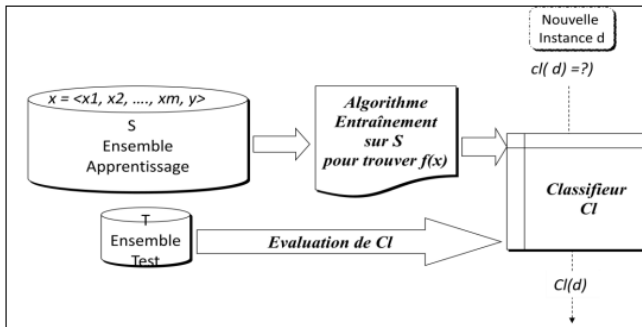 Nouvelle
Instance d
cl( d) =?)
x = <x1, x2, ...., xm, y>
S
Ensemble
Apprentissage
Algorithme
Entraînement
sur S
pour trouver f(x)
Classifieur
Cl
T
Ensemble
Test
Evaluation de Cl
Cl(d)